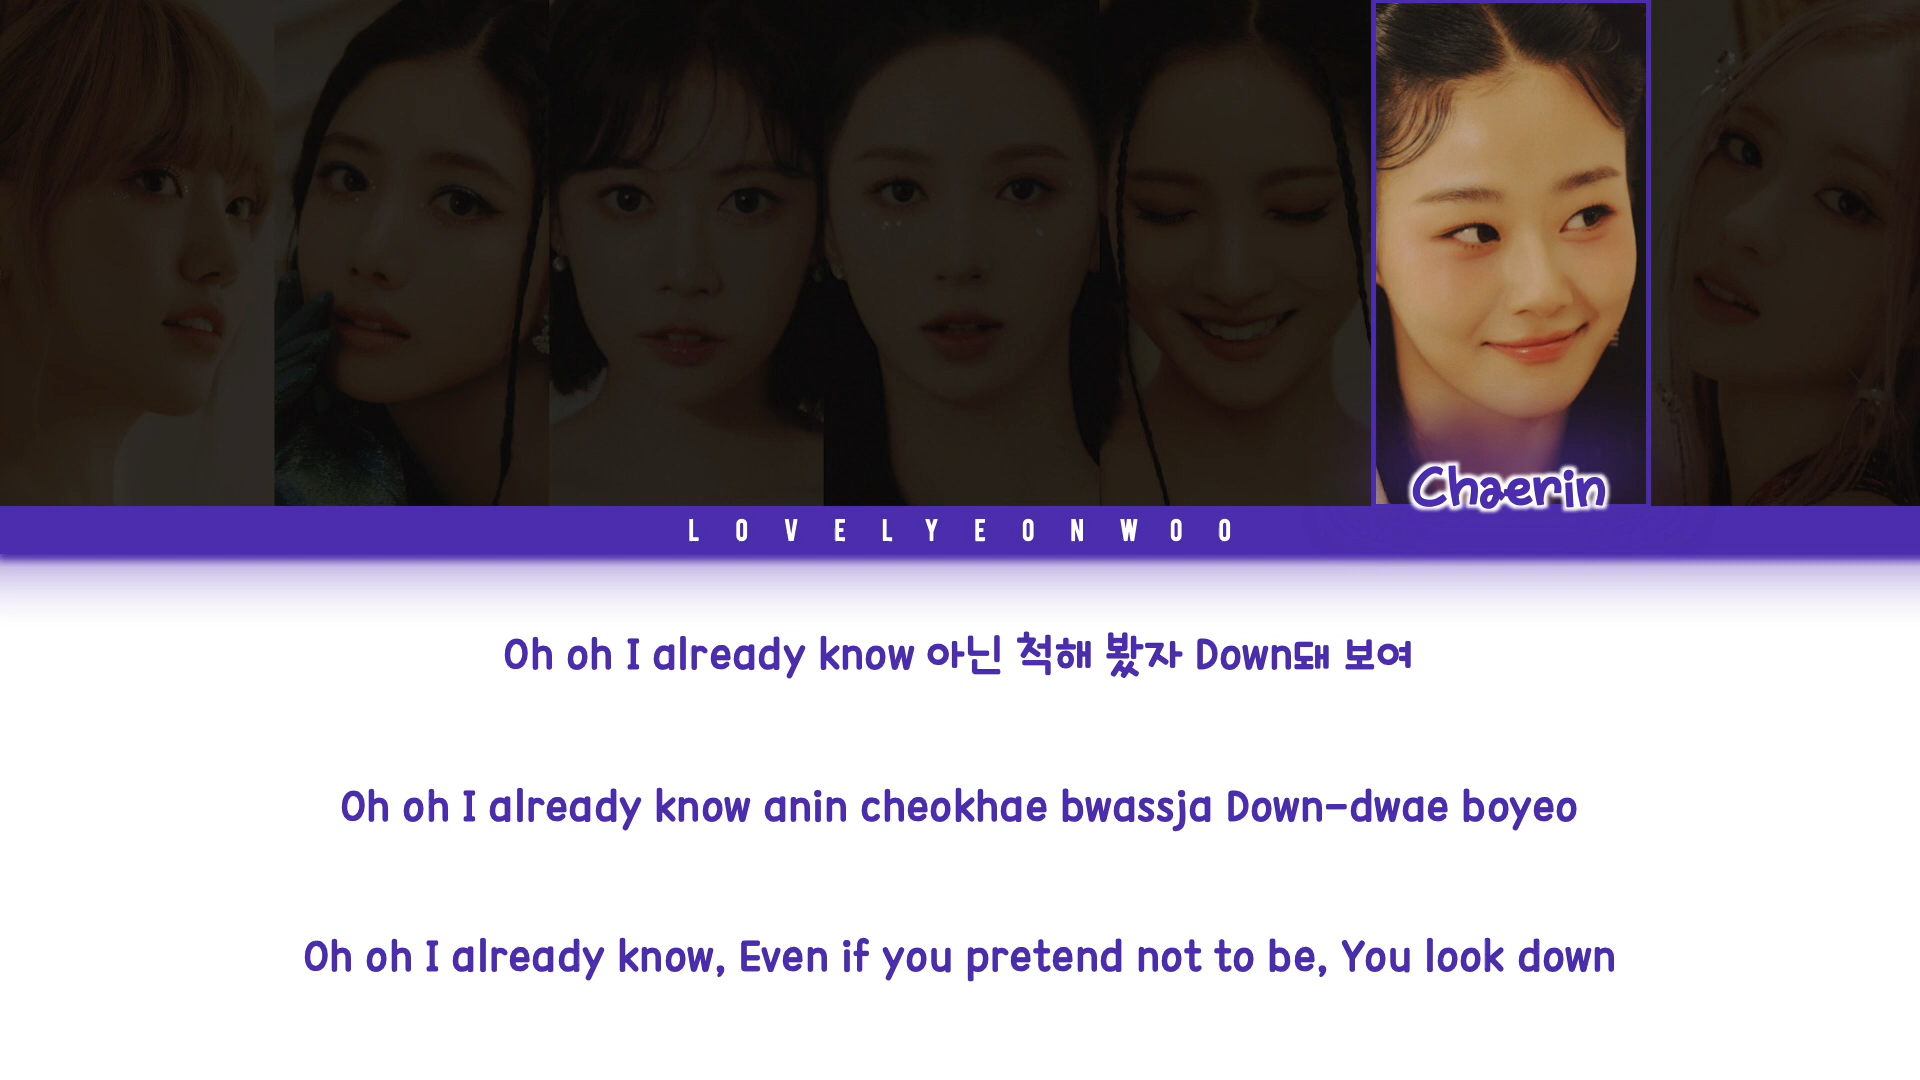 Chaerin
LOVELYEONWOO
Oh oh I already know 아닌 척해 봤자 Down돼 보여
Oh oh I already know anin cheokhae bwassja Down-dwae boyeo
Oh oh I already know, Even if you pretend not to be, You look down